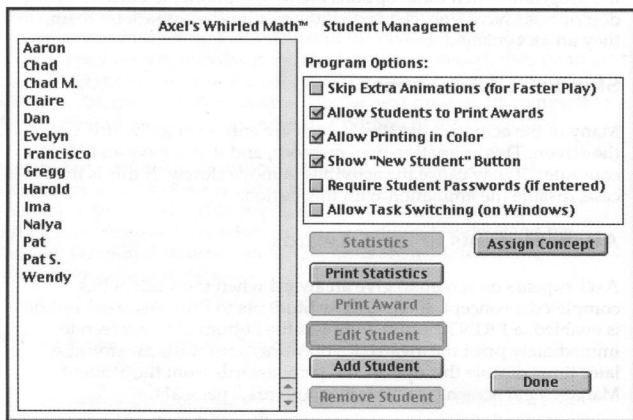 Axel's Whirled Math™ Student Management
Aaron
Chad
Chad M.
Claire
Dan
Evelyn
Francisco
Gregg
Harold
Ima
Nalya
Pat
Pat S.
Wendy
Program Options:
Skip Extra Animations (for Faster Play)
Allow Students to Print Awards
Allow Printing in Color
Show "New Student" Button
Require Student Passwords (if entered)
Allow Task Switching (on Windows)
Statistics
Assign Concept
Print Statistics
Print Award
Edit Student
Add Student
Done
Remove Student